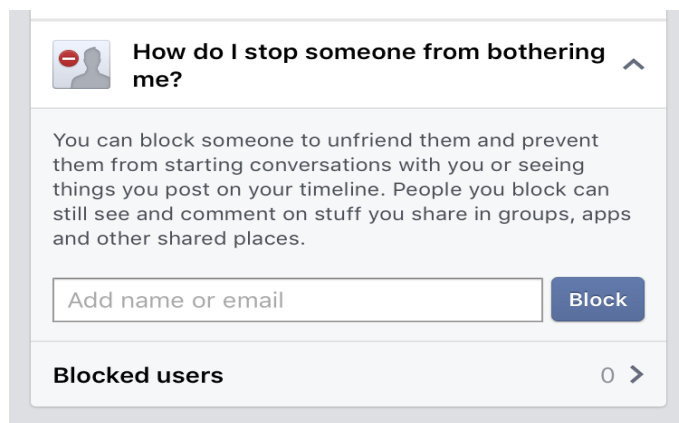 How do I stop someone from bothering
me?
You can block someone to unfriend them and prevent
them from starting conversations with you or seeing
things you post on your timeline. People you block can
still see and comment on stuff you share in groups, apps
and other shared places.
Add name or email
Block
Blocked users
0